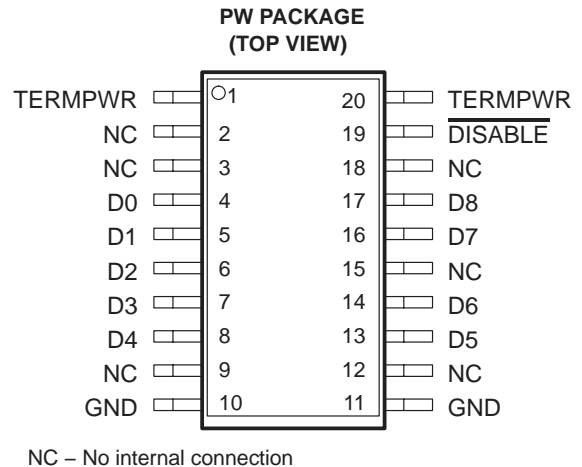 PW PACKAGE
(TOP VIEW)
TERMPWR 1 20 TERMPWR
NC 2 19 DISABLE
NC 3 18 NC
D0 4 17 D8
D1 5 16 D7
D2 6 15 NC
D3 7 14 D6
D4 8 13 D5
NC 9 12 NC
GND 10 11 GND
NC – No internal connection